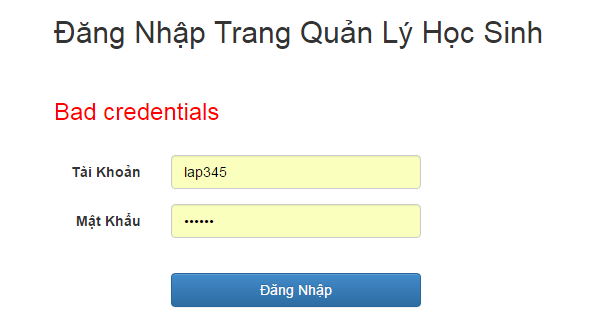 Đăng Nhập Trang Quản Lý Học Sinh
Bad credentials
Tài Khoản lap345
Mật Khẩu ••••••
Đăng Nhập